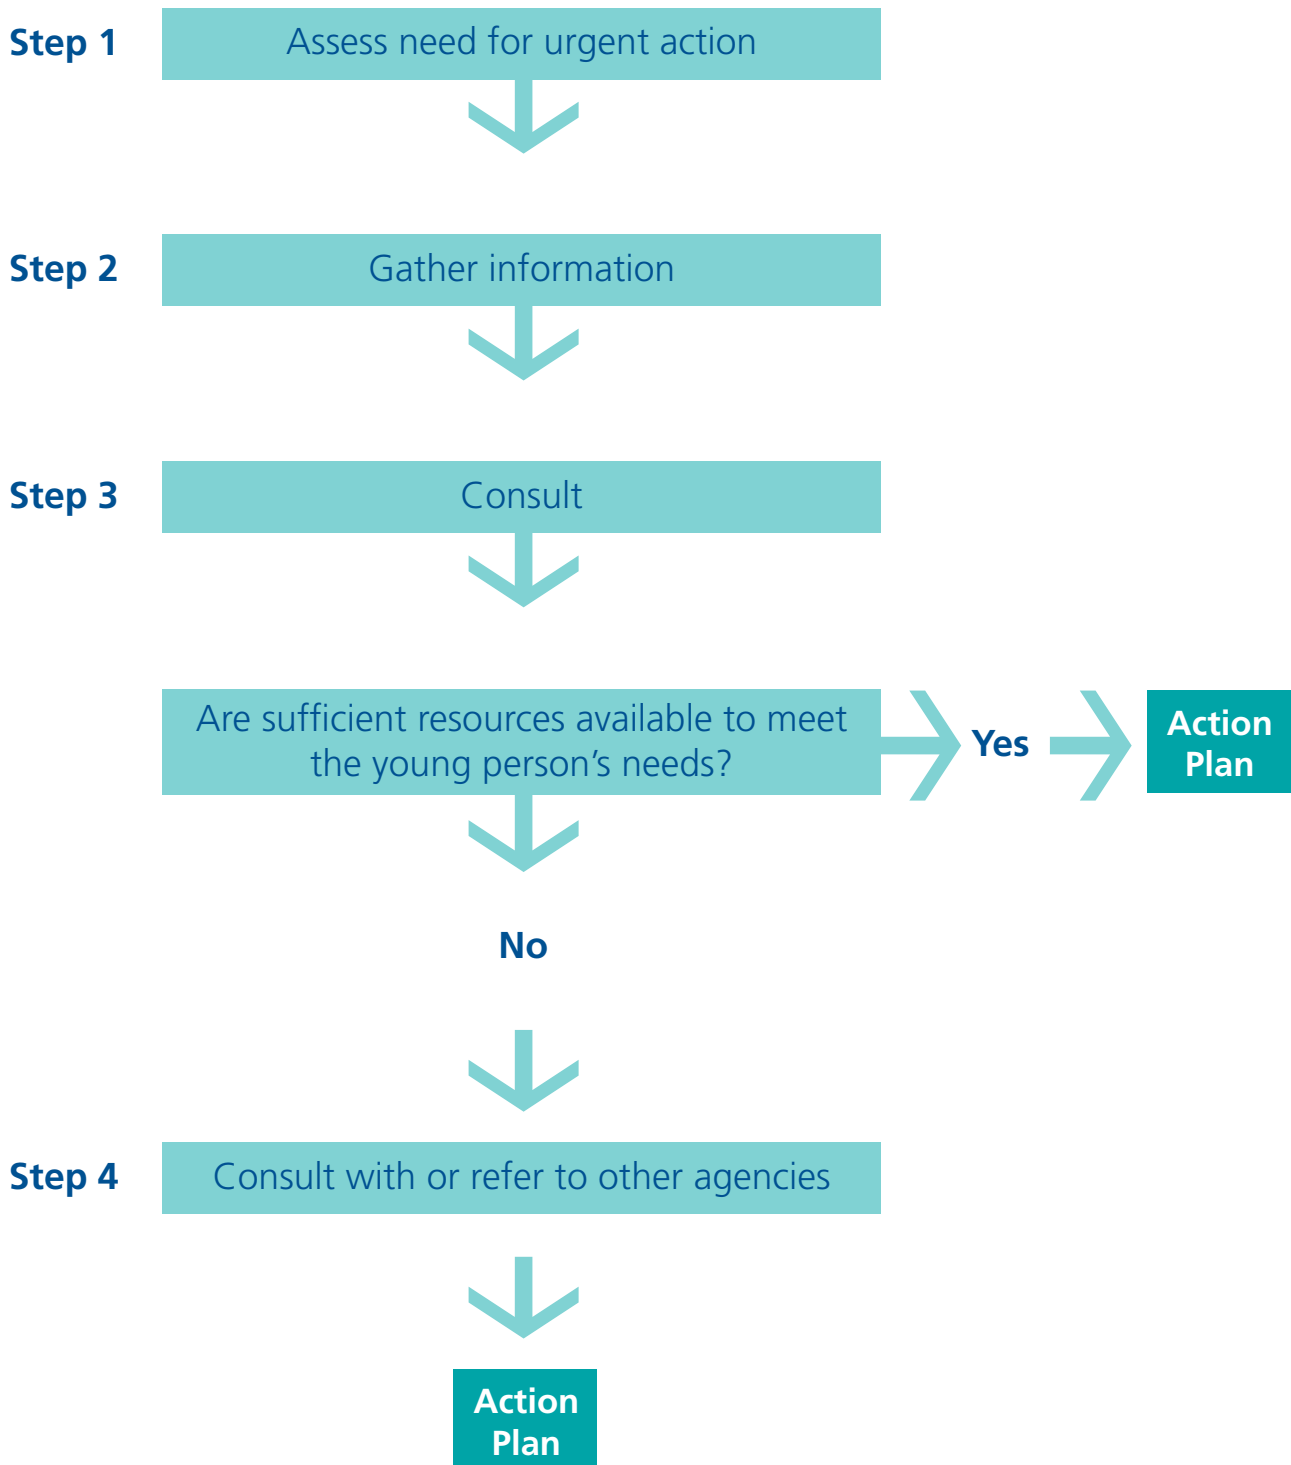 Step 1
Assess need for urgent action
Step 2
Gather information
Step 3
Consult
Are sufficient resources available to meet
the young person’s needs?
Yes
Action
Plan
No
Step 4
Consult with or refer to other agencies
Action
Plan